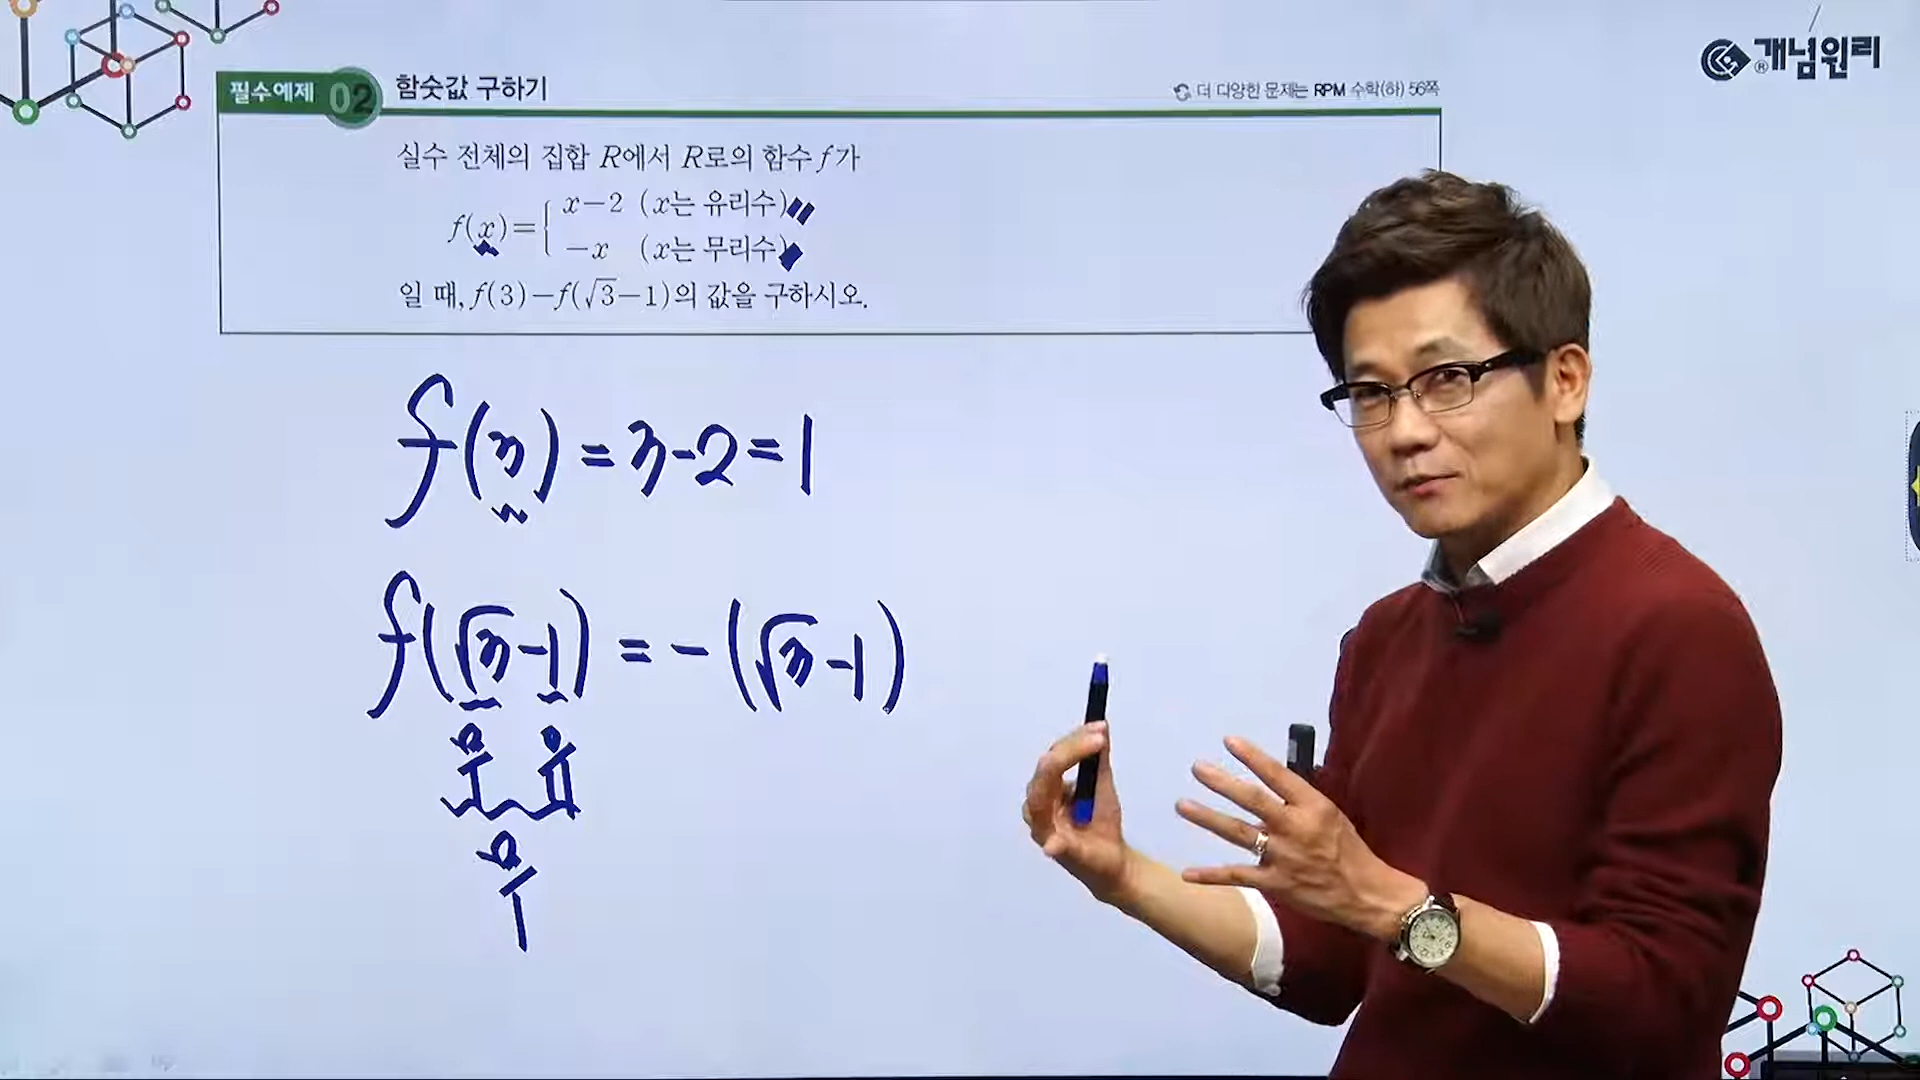 개념원리®
필수예제 02 함숫값 구하기
더 다양한 문제는 RPM 수학(하) 56쪽
실수 전체의 집합 R에서 R로의 함수 f가
f(x)={ x-2 (x는 유리수)
-x (x는 무리수)
일 때, f(3)-f(√3-1)의 값을 구하시오.
f(3)=3-2=1
f(√3-1)=-(√3-1)
무 유
무